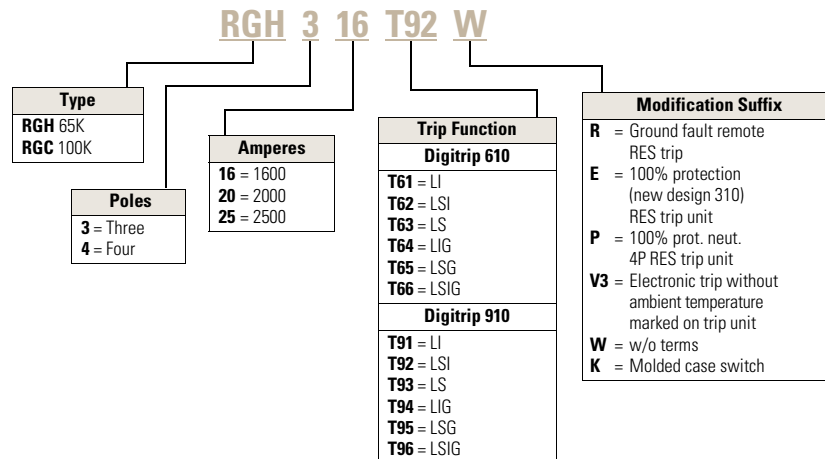 RGH 3 16 T92 W
Type
RGH 65K
RGC 100K
Poles
3 = Three
4 = Four
Amperes
16 = 1600
20 = 2000
25 = 2500
Trip Function
Digitrip 610
T61 = LI
T62 = LSI
T63 = LS
T64 = LIG
T65 = LSG
T66 = LSIG
Digitrip 910
T91 = LI
T92 = LSI
T93 = LS
T94 = LIG
T95 = LSG
T96 = LSIG
Modification Suffix
R = Ground fault remote
RES trip
E = 100% protection
(new design 310)
RES trip unit
P = 100% prot. neut.
4P RES trip unit
V3 = Electronic trip without
ambient temperature
marked on trip unit
W = w/o terms
K = Molded case switch